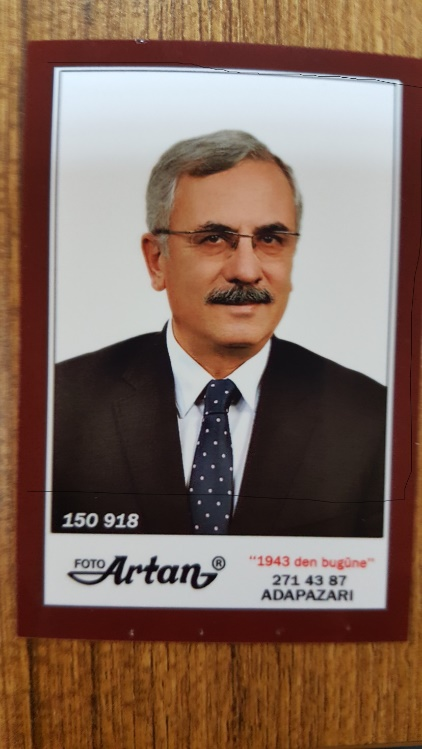 150 918
FOTO Artan ®
"1943 den bugüne"
271 43 87
ADAPAZARI